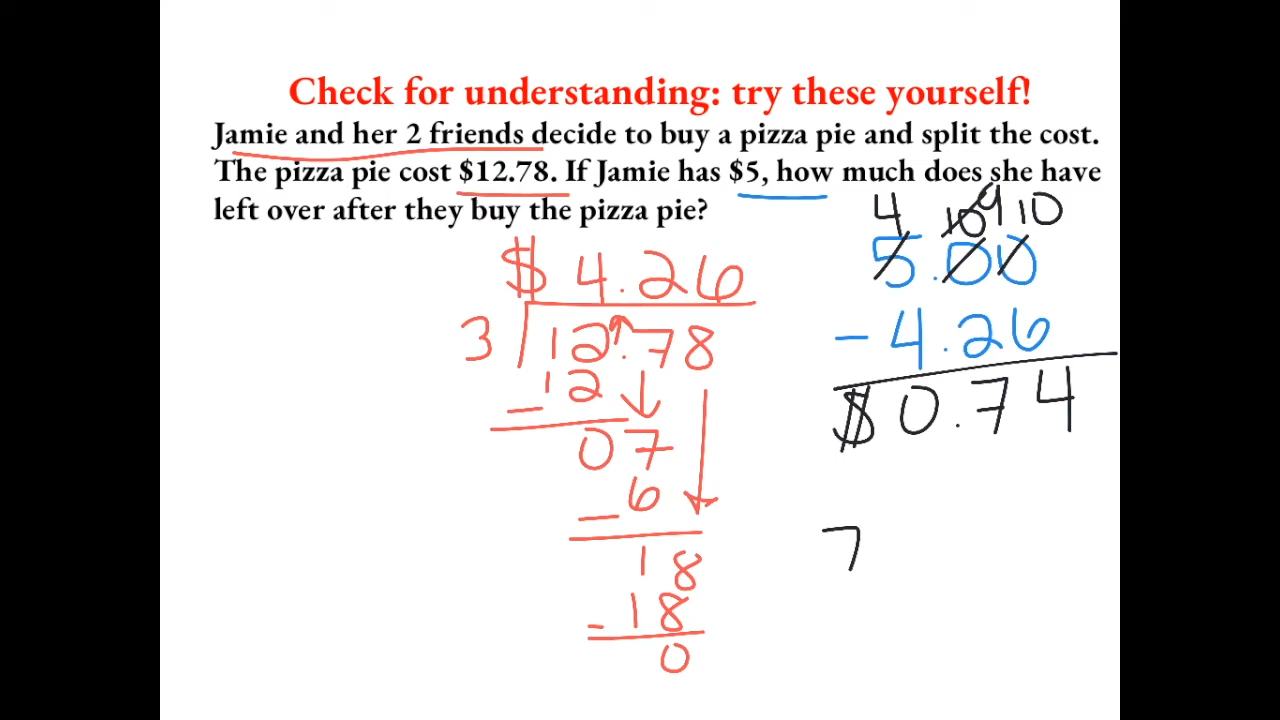 Check for understanding: try these yourself!
Jamie and her 2 friends decide to buy a pizza pie and split the cost.
The pizza pie cost $12.78. If Jamie has $5, how much does she have
left over after they buy the pizza pie?
$ 4.26
3 12.78
- 12
07
- 6
18
- 18
0
4 10 9 10
5.00
- 4.26
$0.74
7